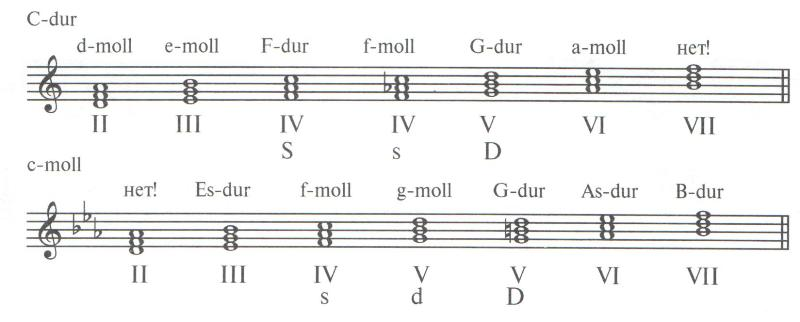 C-dur
d-moll e-moll F-dur f-moll G-dur a-moll нет!
II III IV IV V VI VII
S s D
c-moll
нет! Es-dur f-moll g-moll G-dur As-dur B-dur
II III IV V V VI VII
s d D